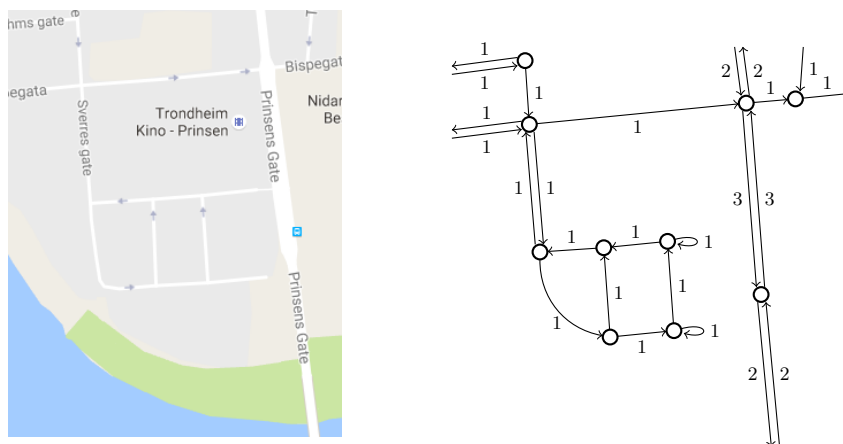 hms gate
e
Bispegat
egata
Sverres gate
Trondheim
Kino - Prinsen
Prinsens Gate
Nidar
Be
Prinsens Gate
1
1
1
1
1
1
2
2
1
1
1
1
1
3
3
1
1
1
1
1
1
1
1
2
2